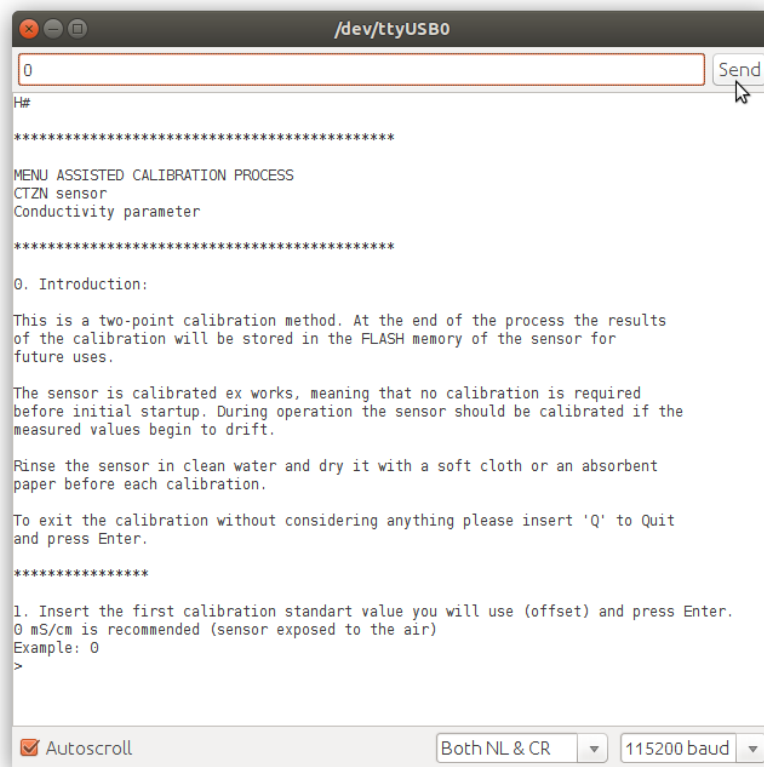 /dev/ttyUSB0
0
Send
H#
*********************************************
MENU ASSISTED CALIBRATION PROCESS
CTZN sensor
Conductivity parameter
*********************************************
0. Introduction:
This is a two-point calibration method. At the end of the process the results
of the calibration will be stored in the FLASH memory of the sensor for
future uses.
The sensor is calibrated ex works, meaning that no calibration is required
before initial startup. During operation the sensor should be calibrated if the
measured values begin to drift.
Rinse the sensor in clean water and dry it with a soft cloth or an absorbent
paper before each calibration.
To exit the calibration without considering anything please insert 'Q' to Quit
and press Enter.
****************
1. Insert the first calibration standart value you will use (offset) and press Enter.
0 mS/cm is recommended (sensor exposed to the air)
Example: 0
>
Autoscroll
Both NL & CR
115200 baud